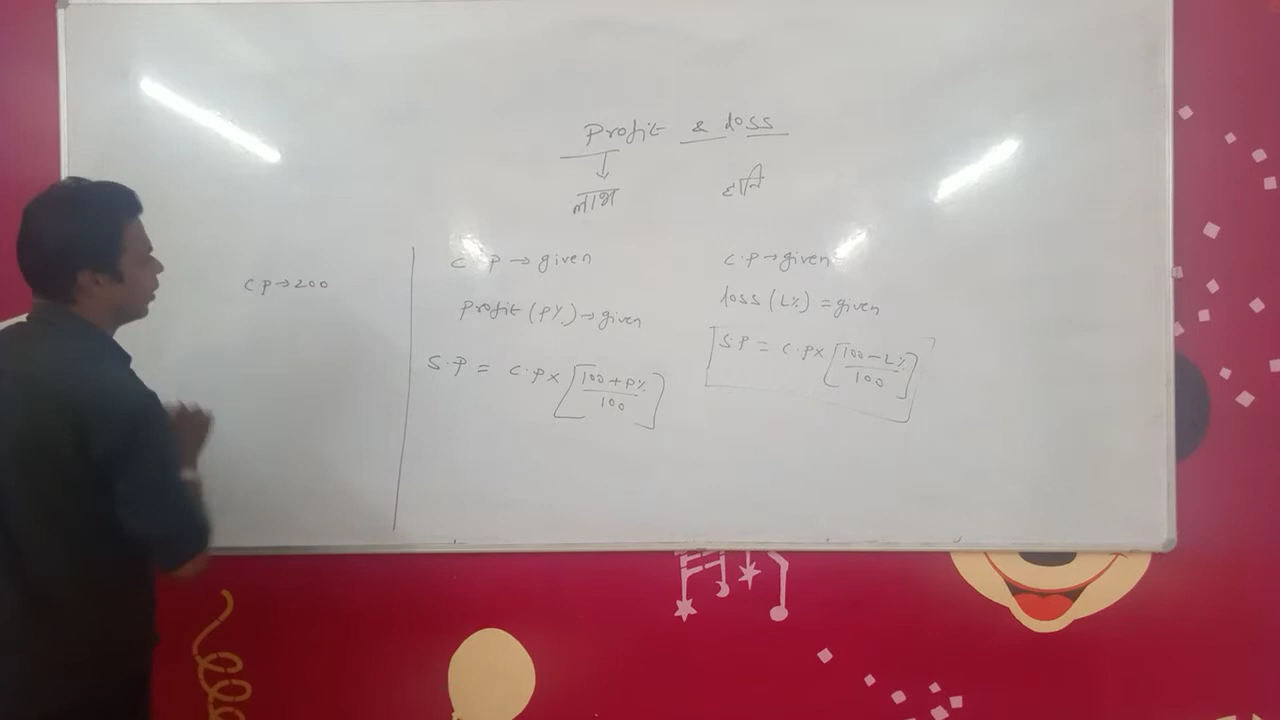 Profit & loss
लाभ हानि
C.P→200
C.P → given
Profit (P%) → given
S.P = C.P × [100 + P% / 100]
C.P → given
loss (L%) = given
S.P = C.P × [100 - L% / 100]